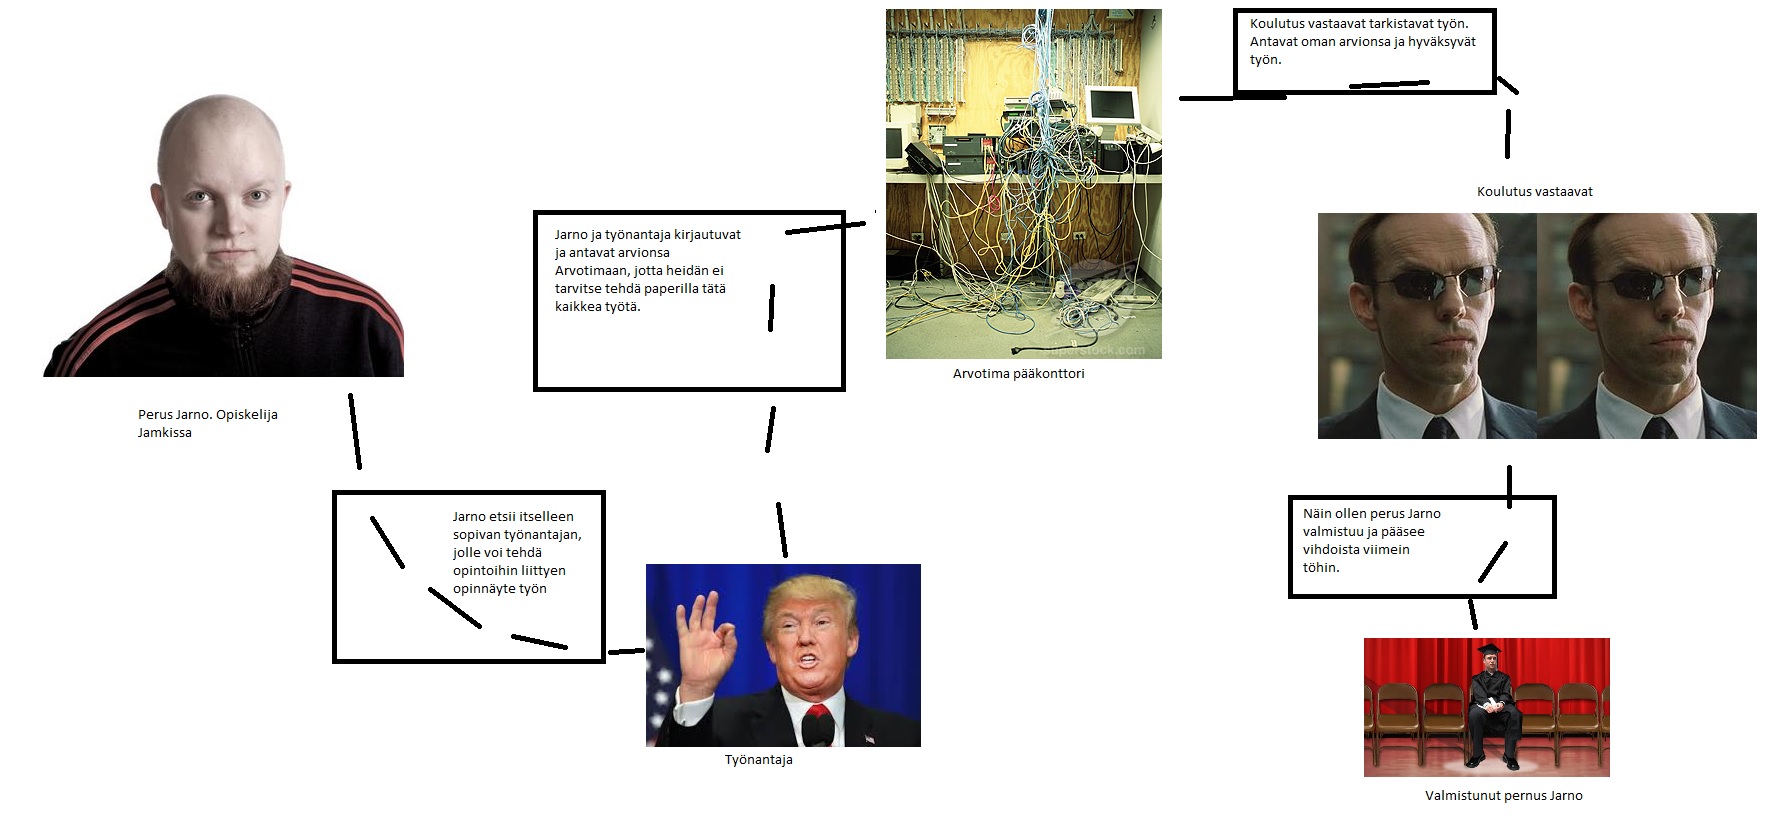 Perus Jarno. Opiskelija
Jamkissa
Jarno etsii itselleen
sopivan työnantajan,
jolle voi tehdä
opintoihin liittyen
opinnäyte työn
Työnantaja
Jarno ja työnantaja kirjautuvat
ja antavat arvionsa
Arvotimaan, jotta heidän ei
tarvitse tehdä paperilla tätä
kaikkea työtä.
superstock.com
Arvotima pääkonttori
Koulutus vastaavat tarkistavat työn.
Antavat oman arvionsa ja hyväksyvät
työn.
Koulutus vastaavat
Näin ollen perus Jarno
valmistuu ja pääsee
vihdoista viimein
töhin.
Valmistunut pernus Jarno